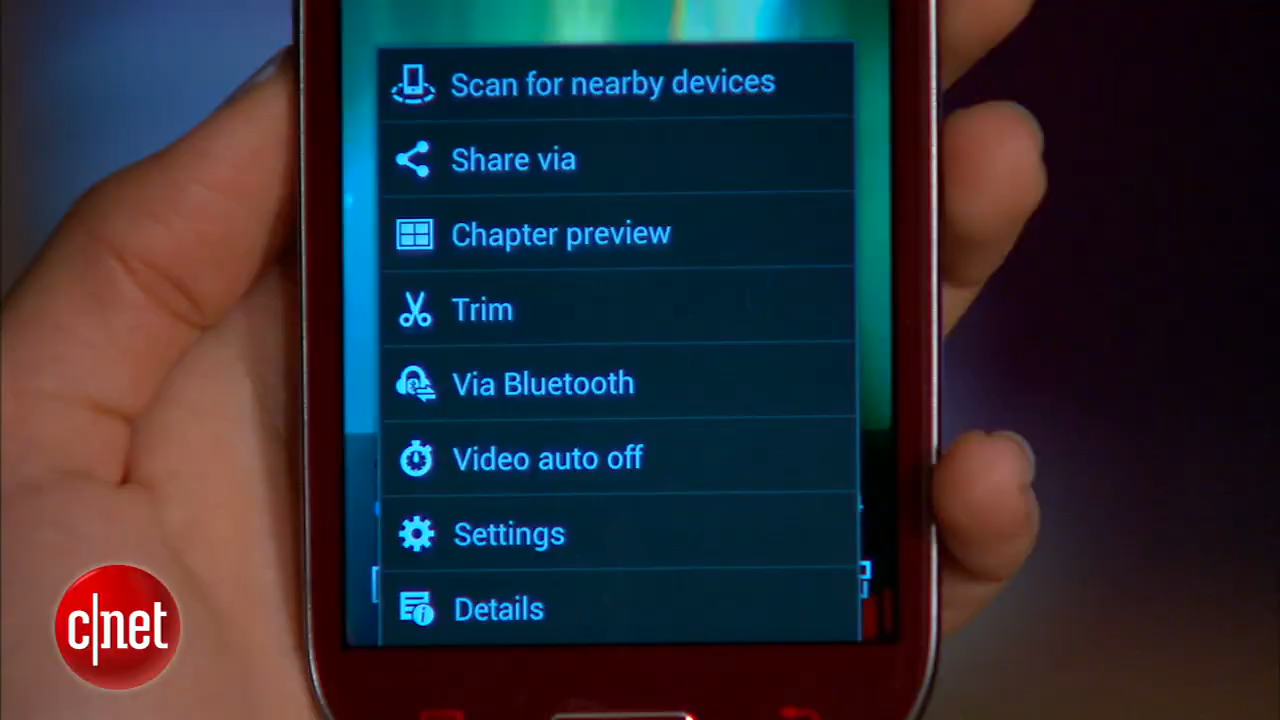 Scan for nearby devices
Share via
Chapter preview
Trim
Via Bluetooth
Video auto off
Settings
Details
c|net